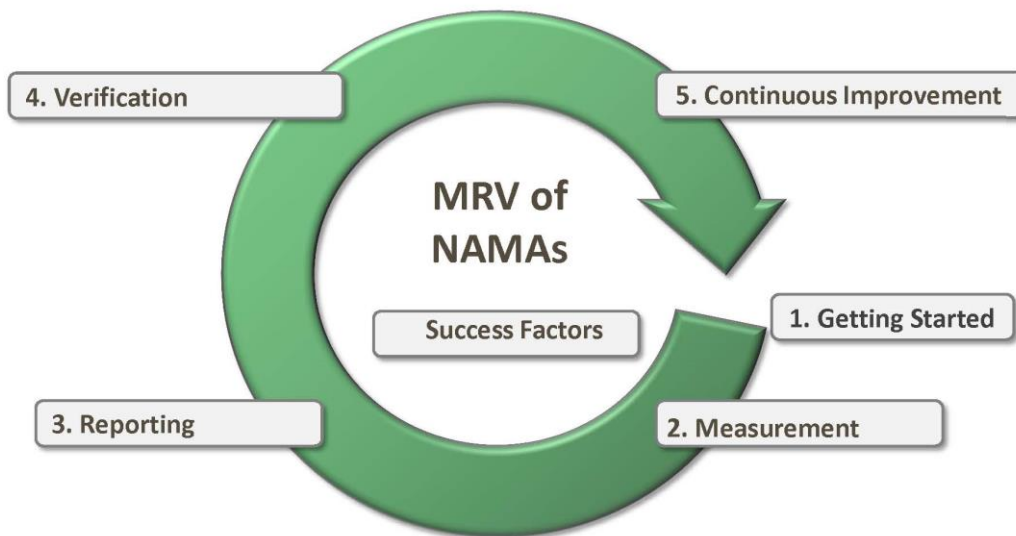 4. Verification
5. Continuous Improvement
MRV of
NAMAs
1. Getting Started
Success Factors
3. Reporting
2. Measurement